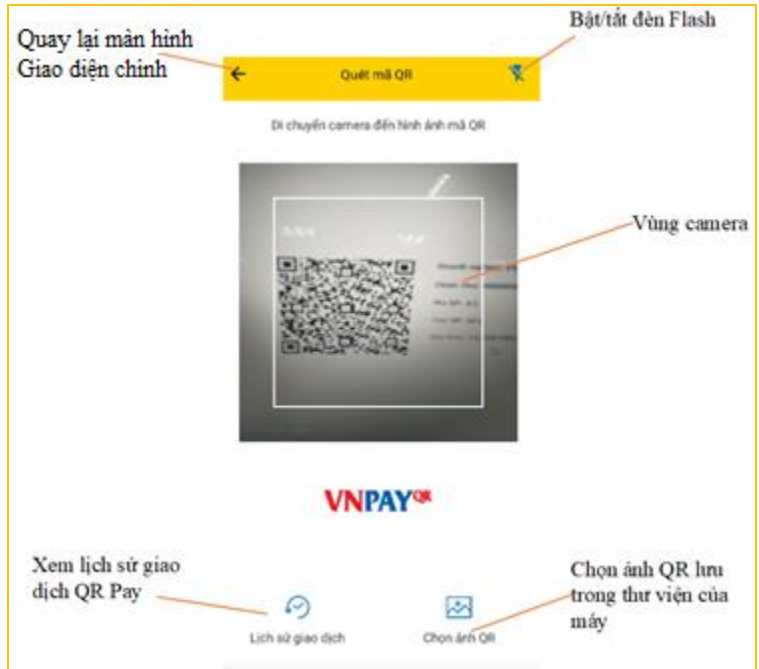 Quay lại màn hình
Giao diện chính
Bật/tắt đèn Flash
Quét mã QR
Di chuyển camera đến hình ảnh mã QR
Vùng camera
VNPAYQR
Xem lịch sử giao
dịch QR Pay
Lịch sử giao dịch
Chọn ảnh QR
Chọn ảnh QR lưu
trong thư viện của
máy